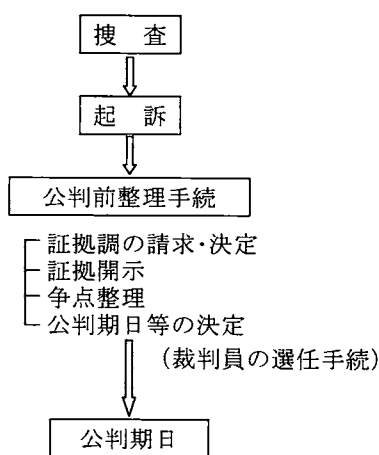 捜査
起訴
公判前整理手続
証拠調の請求・決定
証拠開示
争点整理
公判期日等の決定
(裁判員の選任手続)
公判期日